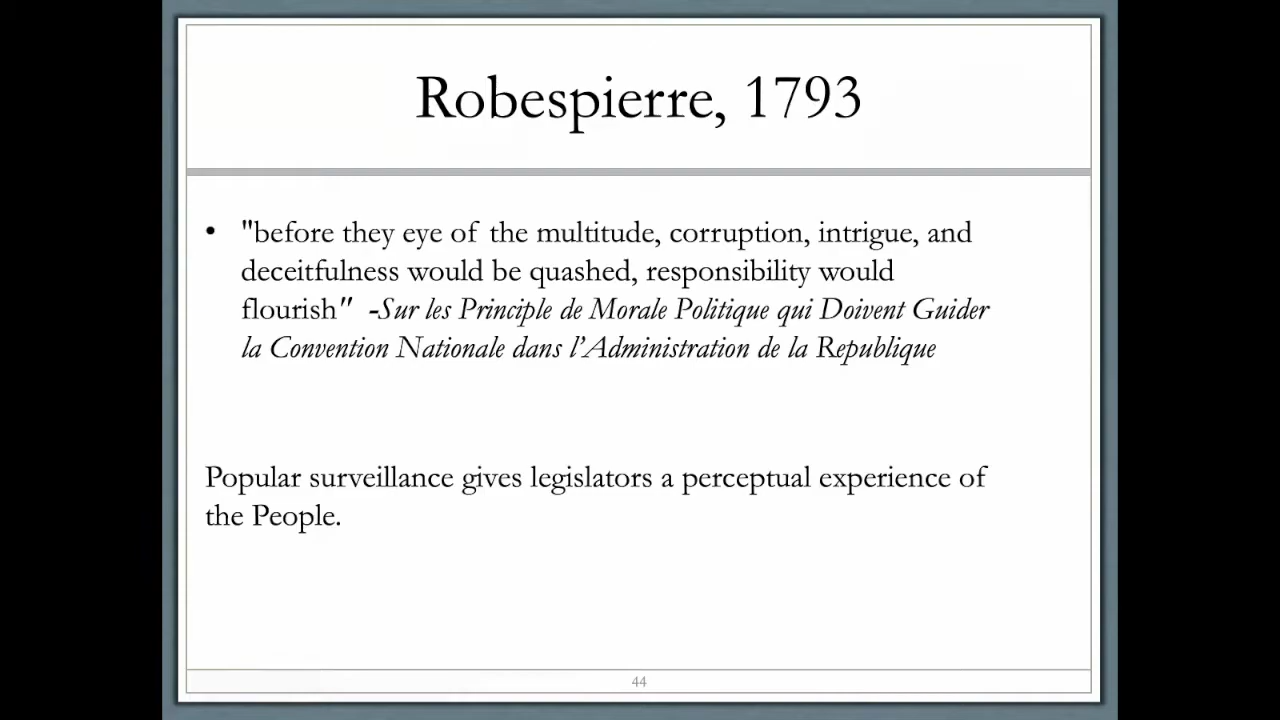 Robespierre, 1793
• "before they eye of the multitude, corruption, intrigue, and
deceitfulness would be quashed, responsibility would
flourish" -Sur les Principle de Morale Politique qui Doivent Guider
la Convention Nationale dans l’Administration de la Republique
Popular surveillance gives legislators a perceptual experience of
the People.
44